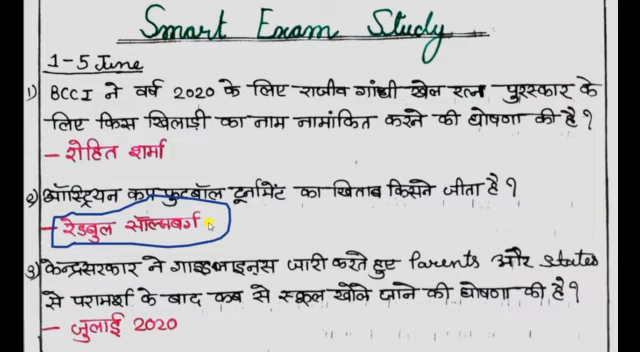 Smart Exam Study
1-5 June
1) BCCI ने वर्ष 2020 के लिए राजीव गांधी खेल रत्न पुरस्कार के
लिए किस खिलाड़ी का नाम नामांकित करने की घोषणा की है?
- रोहित शर्मा
2) ऑस्ट्रियन कप फुटबॉल टूर्नामेंट का खिताब किसने जीता है?
- रेडबुल सॉल्जबर्ग
3) केन्द्रसरकार ने गाइडलाइन्स जारी करते हुए Parents और States
से परामर्श के बाद कब से स्कूल खोले जाने की घोषणा की है?
- जुलाई 2020